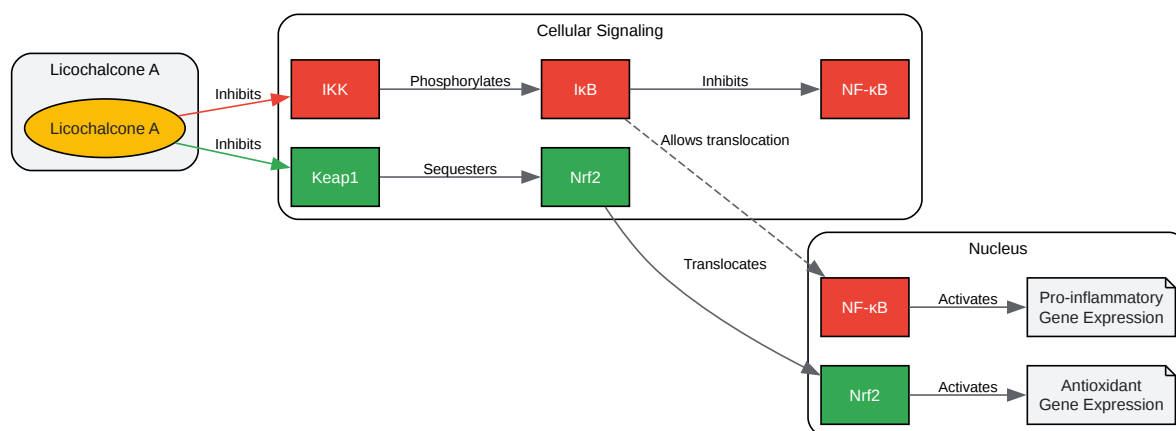 Cellular Signaling
Licochalcone A
Licochalcone A
Inhibits
Inhibits
IKK
Phosphorylates
IκB
Inhibits
NF-κB
Allows translocation
Keap1
Sequesters
Nrf2
Translocates
Nucleus
NF-κB
Activates
Pro-inflammatory
Gene Expression
Nrf2
Activates
Antioxidant
Gene Expression